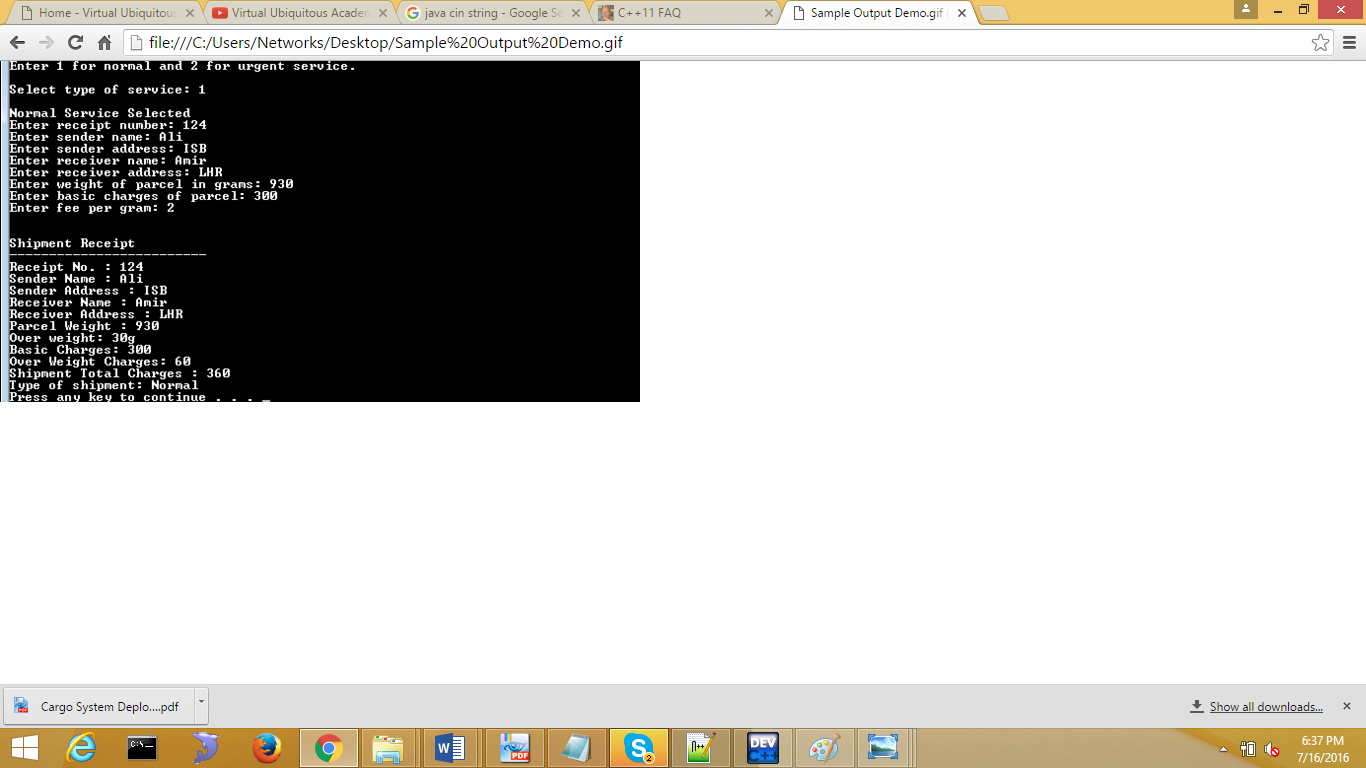 Home - Virtual Ubiquitous
Virtual Ubiquitous Academ
java cin string - Google Se
C++11 FAQ
Sample Output Demo.gif (
file:///C:/Users/Networks/Desktop/Sample%20Output%20Demo.gif
Enter 1 for normal and 2 for urgent service.
Select type of service: 1
Normal Service Selected
Enter receipt number: 124
Enter sender name: Ali
Enter sender address: ISB
Enter receiver name: Amir
Enter receiver address: LHR
Enter weight of parcel in grams: 930
Enter basic charges of parcel: 300
Enter fee per gram: 2
Shipment Receipt
-------------------------
Receipt No. : 124
Sender Name : Ali
Sender Address : ISB
Receiver Name : Amir
Receiver Address : LHR
Parcel Weight : 930
Over weight: 30g
Basic Charges: 300
Over Weight Charges: 60
Shipment Total Charges : 360
Type of shipment: Normal
Press any key to continue . . . _
Cargo System Deplo....pdf
Show all downloads...
C:\_
W
PDF
S
2
n++
DEV
C++
6:37 PM
7/16/2016